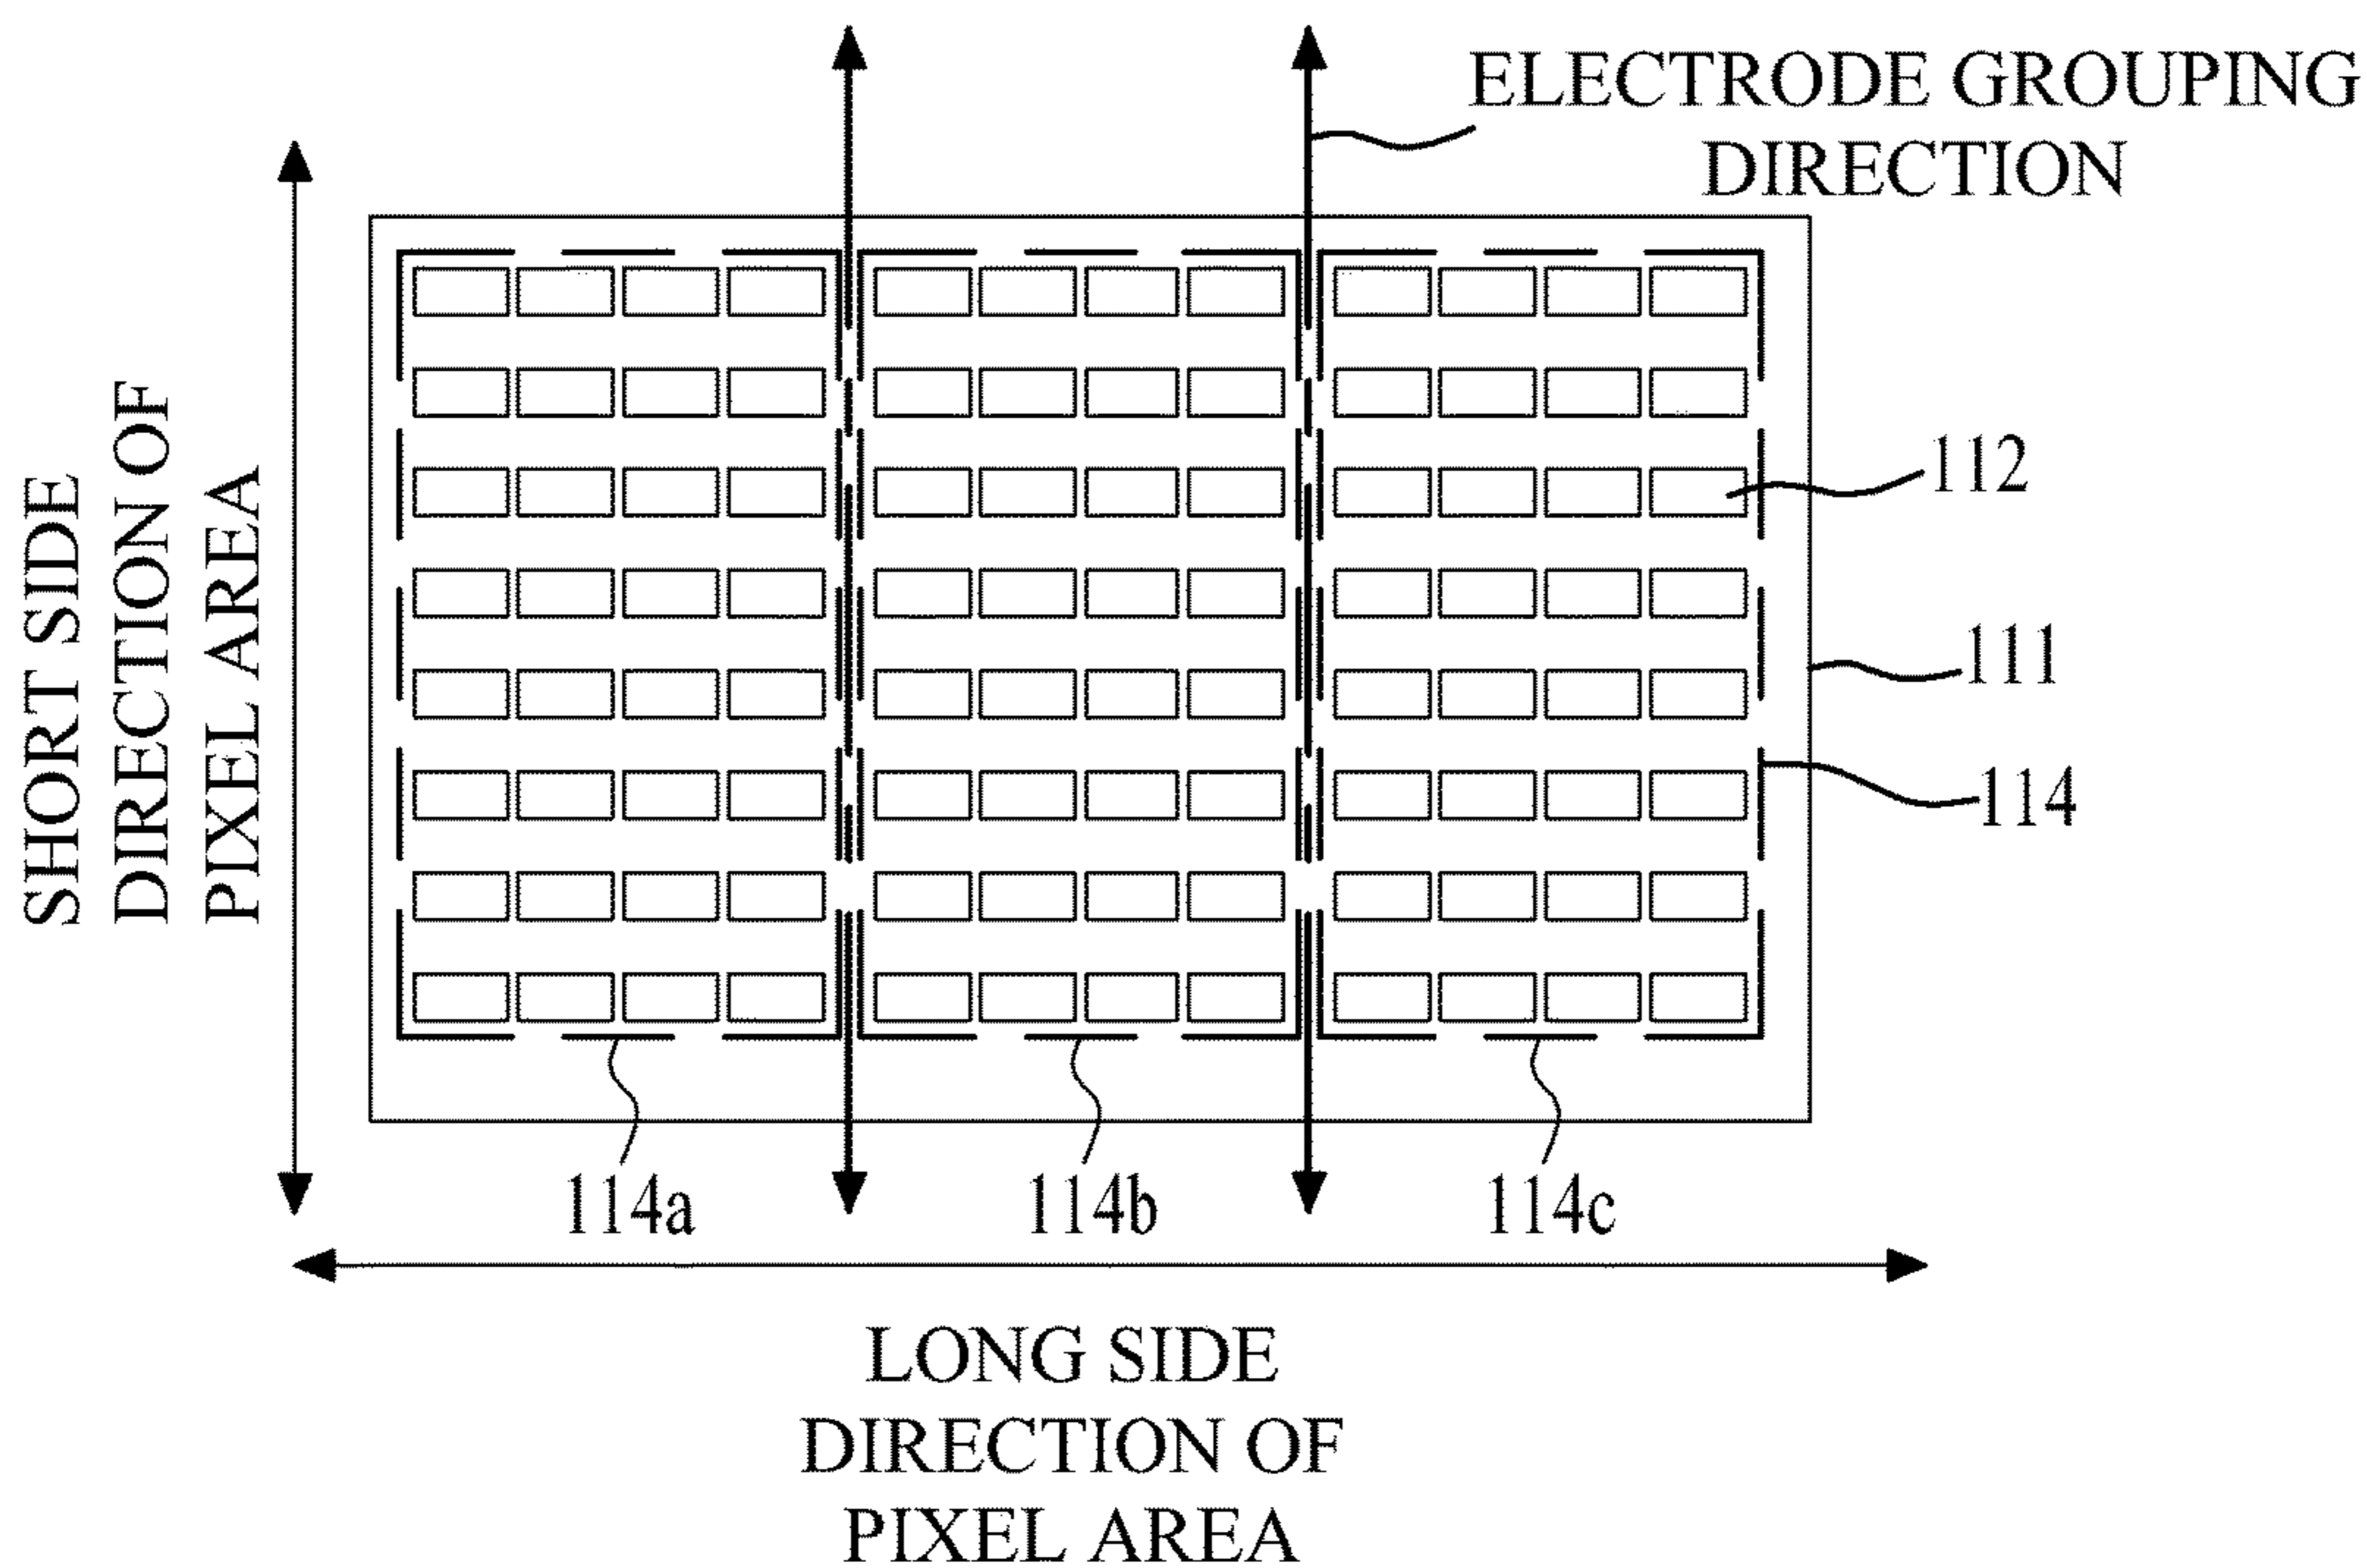 ELECTRODE GROUPING
DIRECTION
SHORT SIDE
DIRECTION OF
PIXEL AREA
112
111
114
114a
114b
114c
LONG SIDE
DIRECTION OF
PIXEL AREA